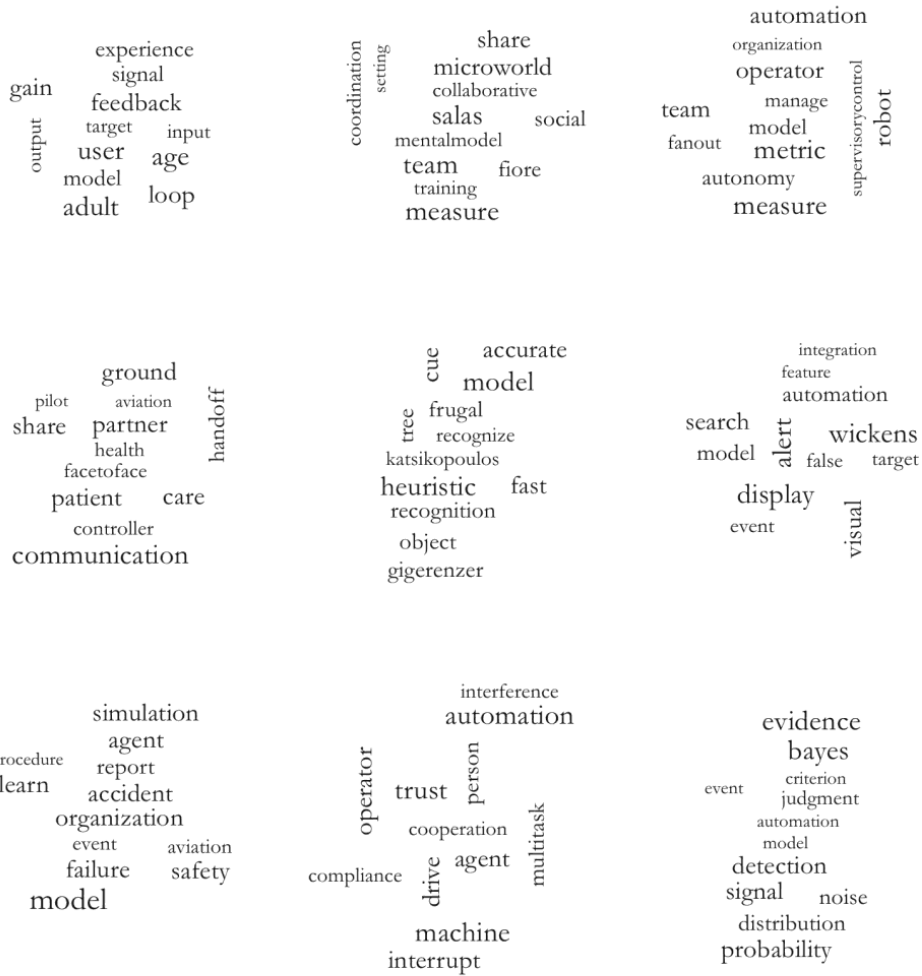 experience
signal
gain
feedback
target
input
output
user
age
model
loop
adult
share
coordination
setting
microworld
collaborative
salas
social
mentalmodel
team
fiore
training
measure
automation
organization
operator
supervisorycontrol
robot
team
manage
model
fanout
metric
autonomy
measure
ground
pilot
aviation
handoff
share
partner
health
facetoface
patient
care
controller
communication
cue
accurate
model
tree
frugal
recognize
katsikopoulos
heuristic
fast
recognition
object
gigerenzer
integration
feature
automation
search
alert
wickens
model
false
target
display
event
visual
simulation
agent
rocedure
report
learn
accident
organization
event
aviation
failure
safety
model
interference
automation
operator
person
trust
cooperation
multitask
drive
agent
compliance
machine
interrupt
evidence
bayes
criterion
event
judgment
automation
model
detection
signal
noise
distribution
probability